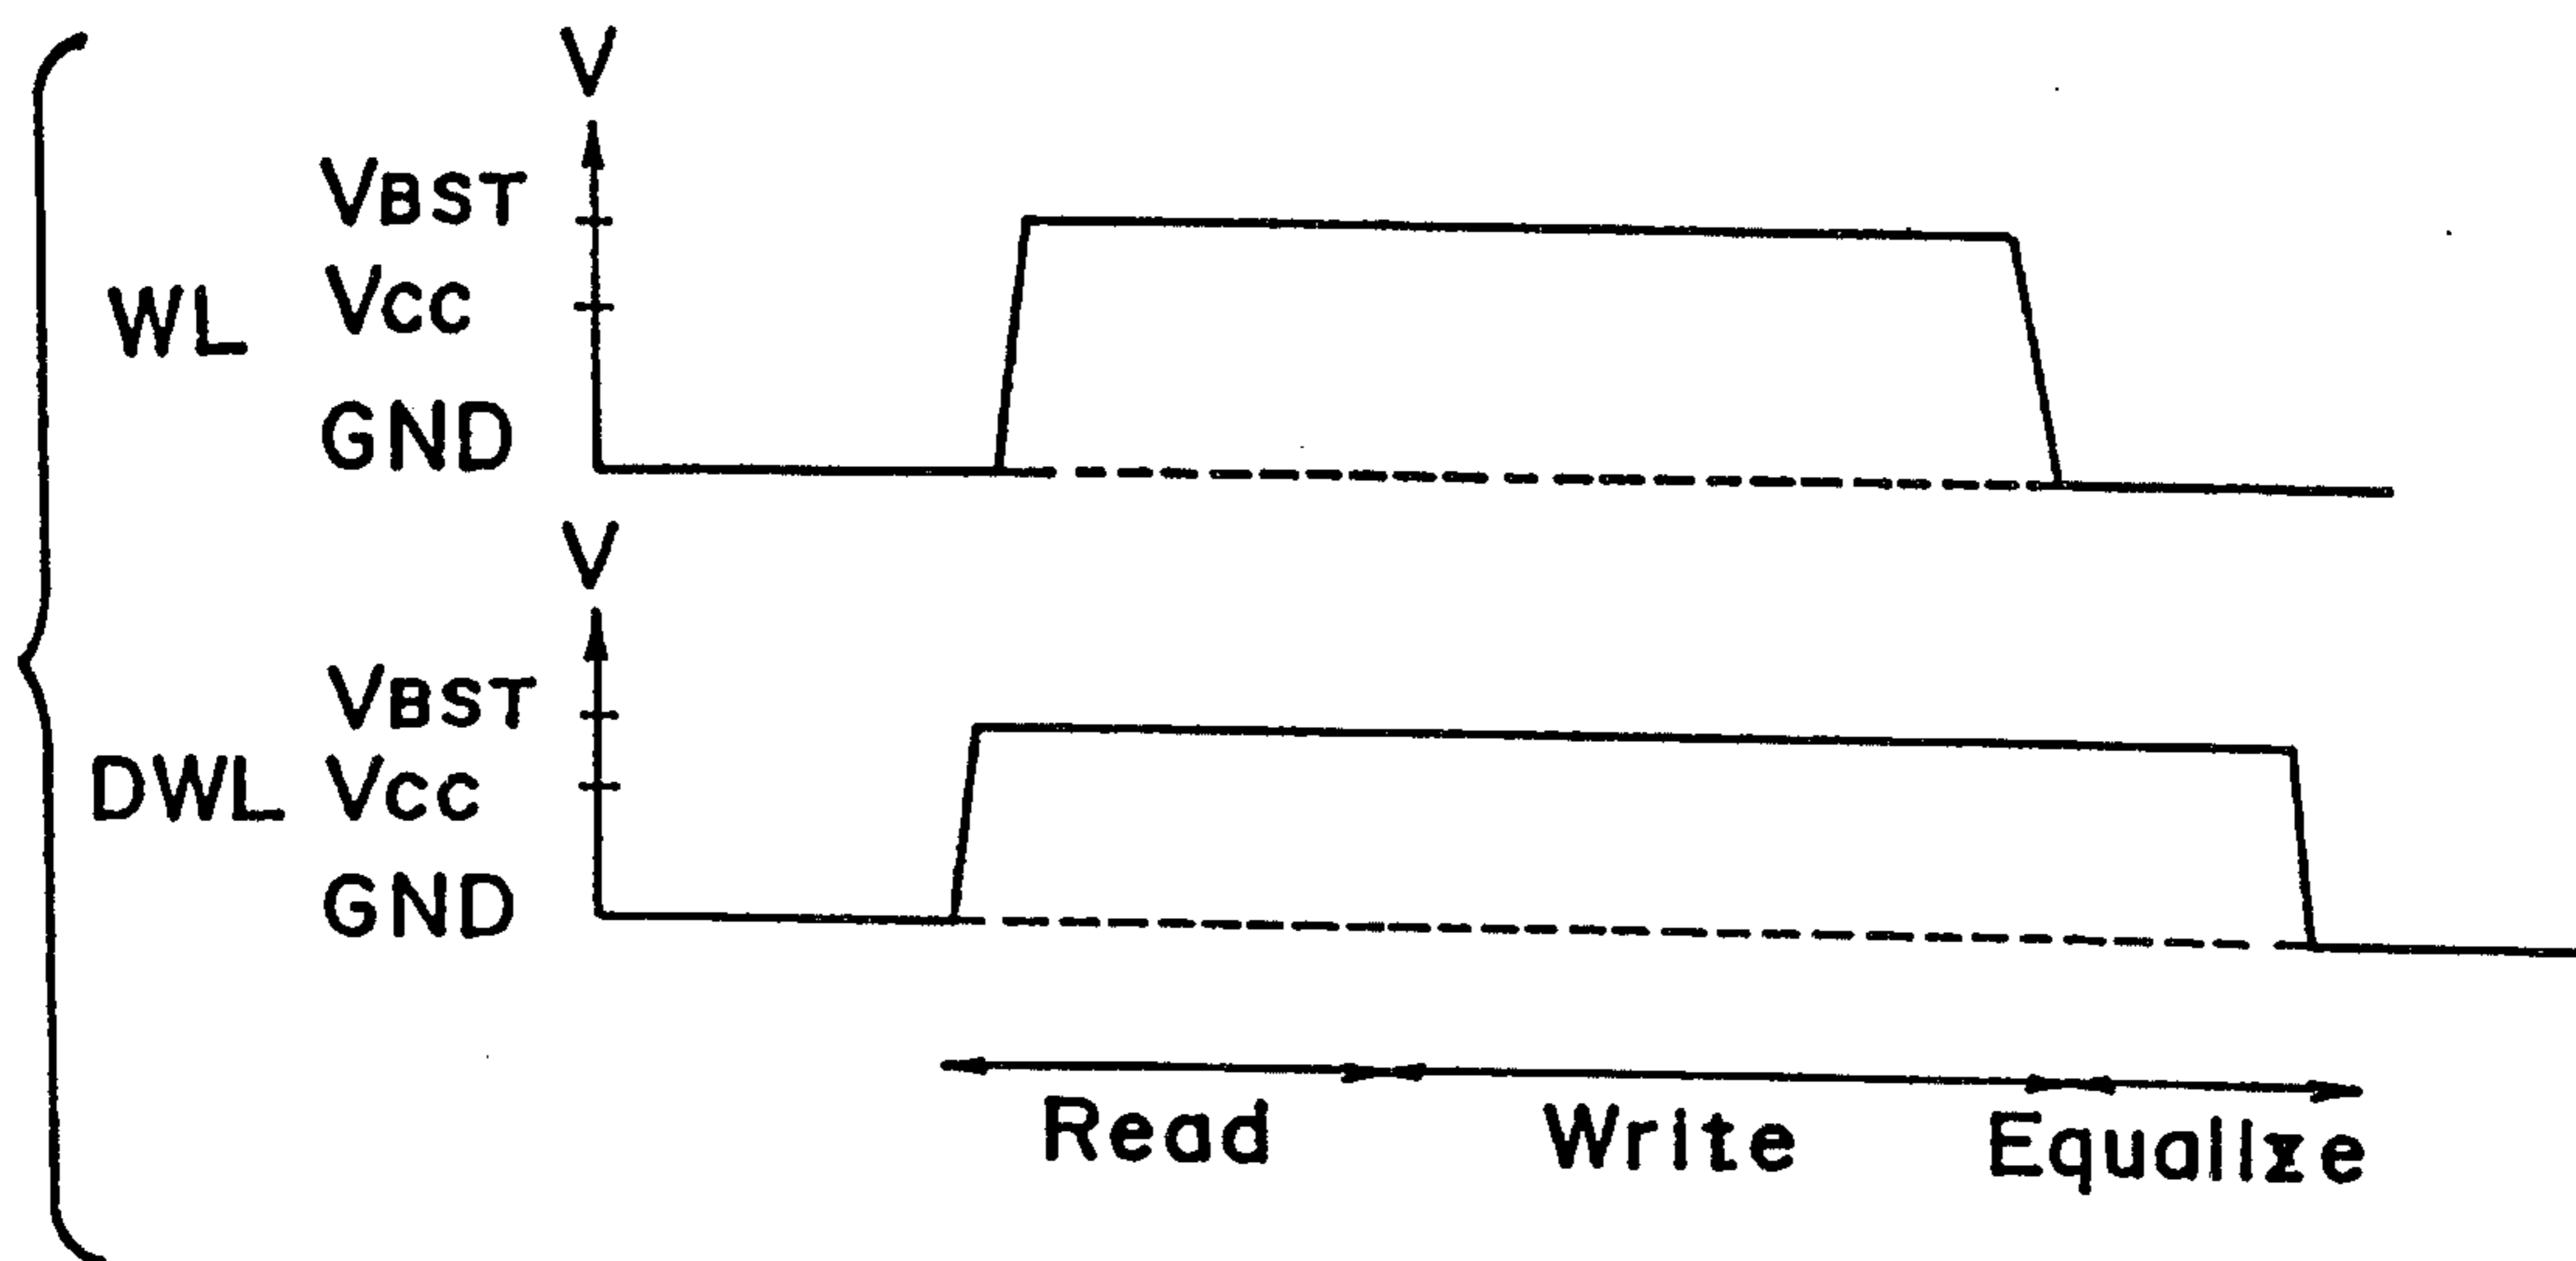 V
VBST
WL VCC
GND
V
VBST
DWL VCC
GND
Read Write Equalize